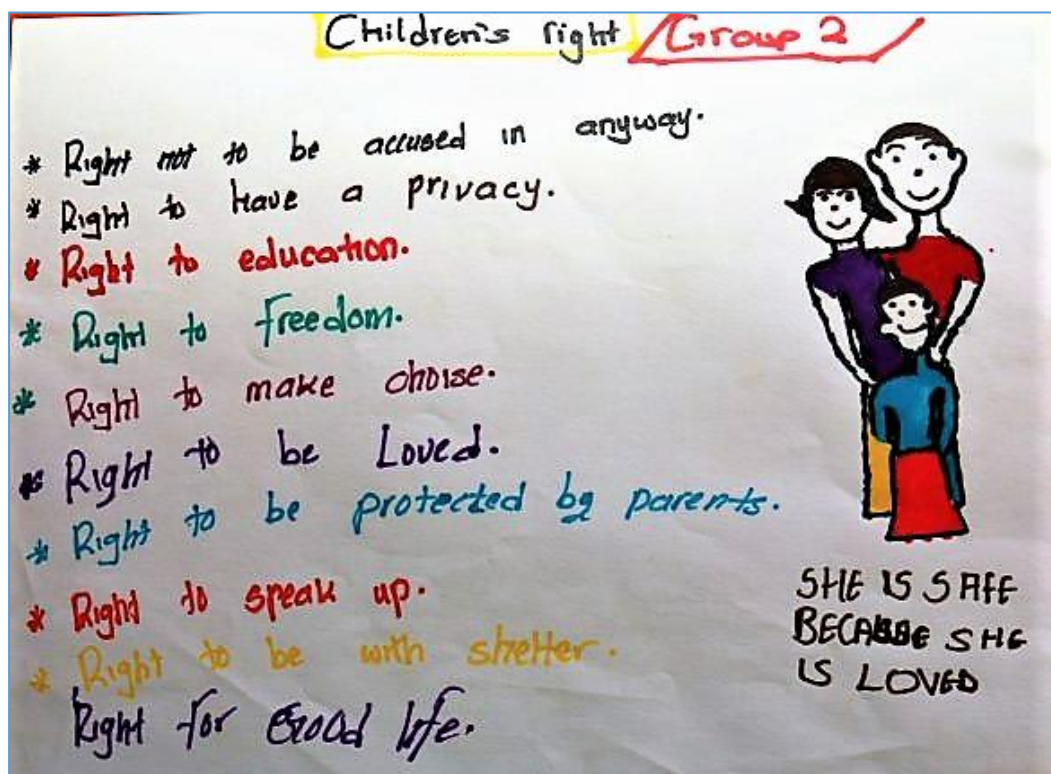 Children's right Group 2
* Right not to be accused in anyway.
* Right to have a privacy.
* Right to education.
* Right to freedom.
* Right to make choise.
* Right to be Loved.
* Right to be protected by parents.
* Right to speak up.
* Right to be with shelter.
Right for Good life.
SHE IS SAFE
BECAUSE SHE
IS LOVED